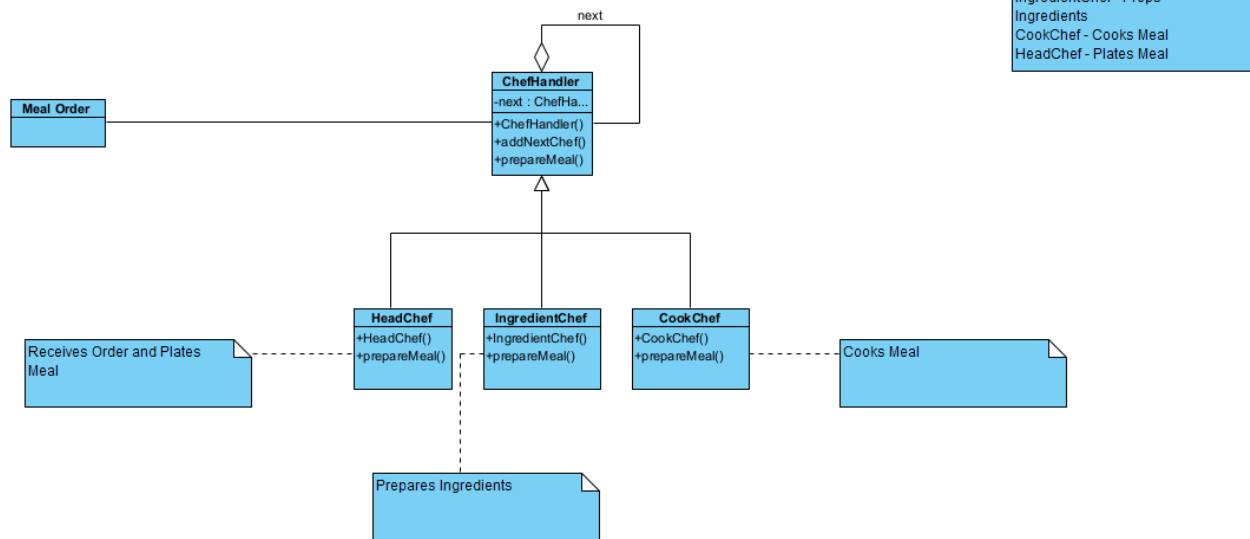 next
Ingredients
CookChef - Cooks Meal
HeadChef - Plates Meal
ChefHandler
-next : ChefHa...
+ChefHandler()
+addNextChef()
+prepareMeal()
Meal Order
HeadChef
+HeadChef()
+prepareMeal()
IngredientChef
+IngredientChef()
+prepareMeal()
CookChef
+CookChef()
+prepareMeal()
Receives Order and Plates
Meal
Cooks Meal
Prepares Ingredients